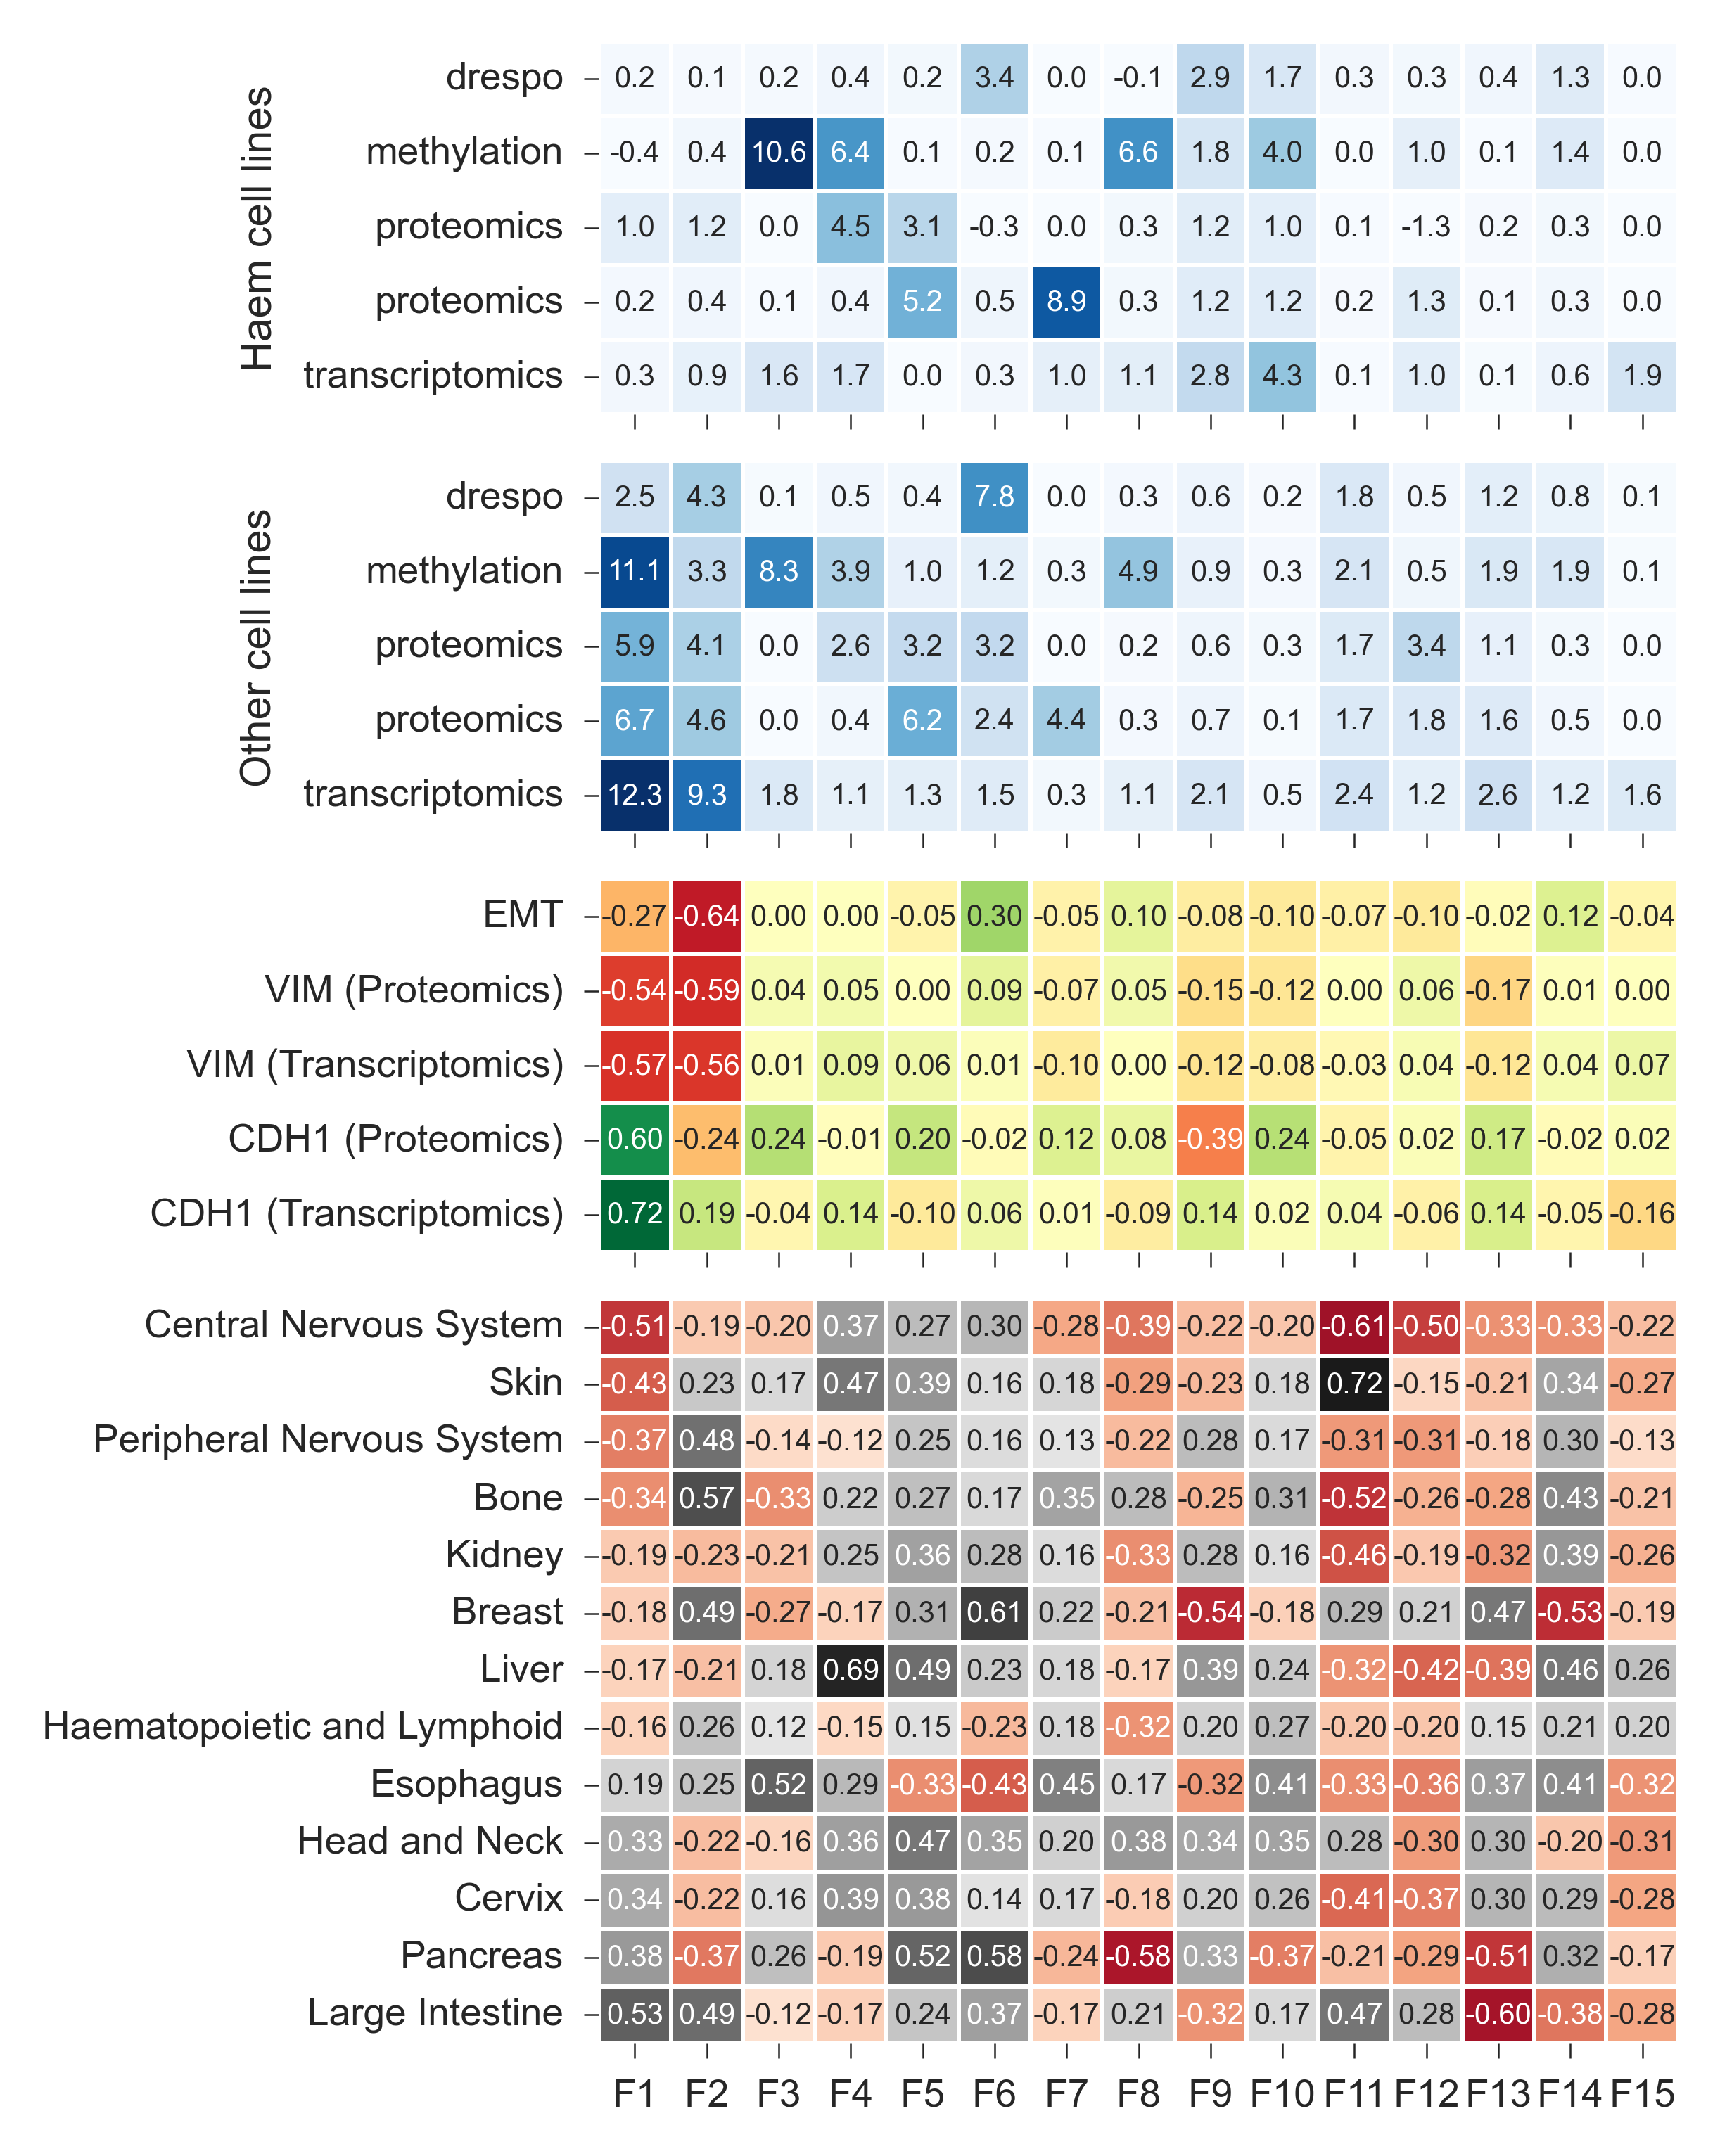 Haem cell lines
drespo 0.2 0.1 0.2 0.4 0.2 3.4 0.0 -0.1 2.9 1.7 0.3 0.3 0.4 1.3 0.0
methylation -0.4 0.4 10.6 6.4 0.1 0.2 0.1 6.6 1.8 4.0 0.0 1.0 0.1 1.4 0.0
proteomics 1.0 1.2 0.0 4.5 3.1 -0.3 0.0 0.3 1.2 1.0 0.1 -1.3 0.2 0.3 0.0
proteomics 0.2 0.4 0.1 0.4 5.2 0.5 8.9 0.3 1.2 1.2 0.2 1.3 0.1 0.3 0.0
transcriptomics 0.3 0.9 1.6 1.7 0.0 0.3 1.0 1.1 2.8 4.3 0.1 1.0 0.1 0.6 1.9
Other cell lines
drespo 2.5 4.3 0.1 0.5 0.4 7.8 0.0 0.3 0.6 0.2 1.8 0.5 1.2 0.8 0.1
methylation 11.1 3.3 8.3 3.9 1.0 1.2 0.3 4.9 0.9 0.3 2.1 0.5 1.9 1.9 0.1
proteomics 5.9 4.1 0.0 2.6 3.2 3.2 0.0 0.2 0.6 0.3 1.7 3.4 1.1 0.3 0.0
proteomics 6.7 4.6 0.0 0.4 6.2 2.4 4.4 0.3 0.7 0.1 1.7 1.8 1.6 0.5 0.0
transcriptomics 12.3 9.3 1.8 1.1 1.3 1.5 0.3 1.1 2.1 0.5 2.4 1.2 2.6 1.2 1.6
EMT -0.27 -0.64 0.00 0.00 -0.05 0.30 -0.05 0.10 -0.08 -0.10 -0.07 -0.10 -0.02 0.12 -0.04
VIM (Proteomics) -0.54 -0.59 0.04 0.05 0.00 0.09 -0.07 0.05 -0.15 -0.12 0.00 0.06 -0.17 0.01 0.00
VIM (Transcriptomics) -0.57 -0.56 0.01 0.09 0.06 0.01 -0.10 0.00 -0.12 -0.08 -0.03 0.04 -0.12 0.04 0.07
CDH1 (Proteomics) 0.60 -0.24 0.24 -0.01 0.20 -0.02 0.12 0.08 -0.39 0.24 -0.05 0.02 0.17 -0.02 0.02
CDH1 (Transcriptomics) 0.72 0.19 -0.04 0.14 -0.10 0.06 0.01 -0.09 0.14 0.02 0.04 -0.06 0.14 -0.05 -0.16
Central Nervous System -0.51 -0.19 -0.20 0.37 0.27 0.30 -0.28 -0.39 -0.22 -0.20 -0.61 -0.50 -0.33 -0.33 -0.22
Skin -0.43 0.23 0.17 0.47 0.39 0.16 0.18 -0.29 -0.23 0.18 0.72 -0.15 -0.21 0.34 -0.27
Peripheral Nervous System -0.37 0.48 -0.14 -0.12 0.25 0.16 0.13 -0.22 0.28 0.17 -0.31 -0.31 -0.18 0.30 -0.13
Bone -0.34 0.57 -0.33 0.22 0.27 0.17 0.35 0.28 -0.25 0.31 -0.52 -0.26 -0.28 0.43 -0.21
Kidney -0.19 -0.23 -0.21 0.25 0.36 0.28 0.16 -0.33 0.28 0.16 -0.46 -0.19 -0.32 0.39 -0.26
Breast -0.18 0.49 -0.27 -0.17 0.31 0.61 0.22 -0.21 -0.54 -0.18 0.29 0.21 0.47 -0.53 -0.19
Liver -0.17 -0.21 0.18 0.69 0.49 0.23 0.18 -0.17 0.39 0.24 -0.32 -0.42 -0.39 0.46 0.26
Haematopoietic and Lymphoid -0.16 0.26 0.12 -0.15 0.15 -0.23 0.18 -0.32 0.20 0.27 -0.20 -0.20 0.15 0.21 0.20
Esophagus 0.19 0.25 0.52 0.29 -0.33 -0.43 0.45 0.17 -0.32 0.41 -0.33 -0.36 0.37 0.41 -0.32
Head and Neck 0.33 -0.22 -0.16 0.36 0.47 0.35 0.20 0.38 0.34 0.35 0.28 -0.30 0.30 -0.20 -0.31
Cervix 0.34 -0.22 0.16 0.39 0.38 0.14 0.17 -0.18 0.20 0.26 -0.41 -0.37 0.30 0.29 -0.28
Pancreas 0.38 -0.37 0.26 -0.19 0.52 0.58 -0.24 -0.58 0.33 -0.37 -0.21 -0.29 -0.51 0.32 -0.17
Large Intestine 0.53 0.49 -0.12 -0.17 0.24 0.37 -0.17 0.21 -0.32 0.17 0.47 0.28 -0.60 -0.38 -0.28
F1 F2 F3 F4 F5 F6 F7 F8 F9 F10 F11 F12 F13 F14 F15